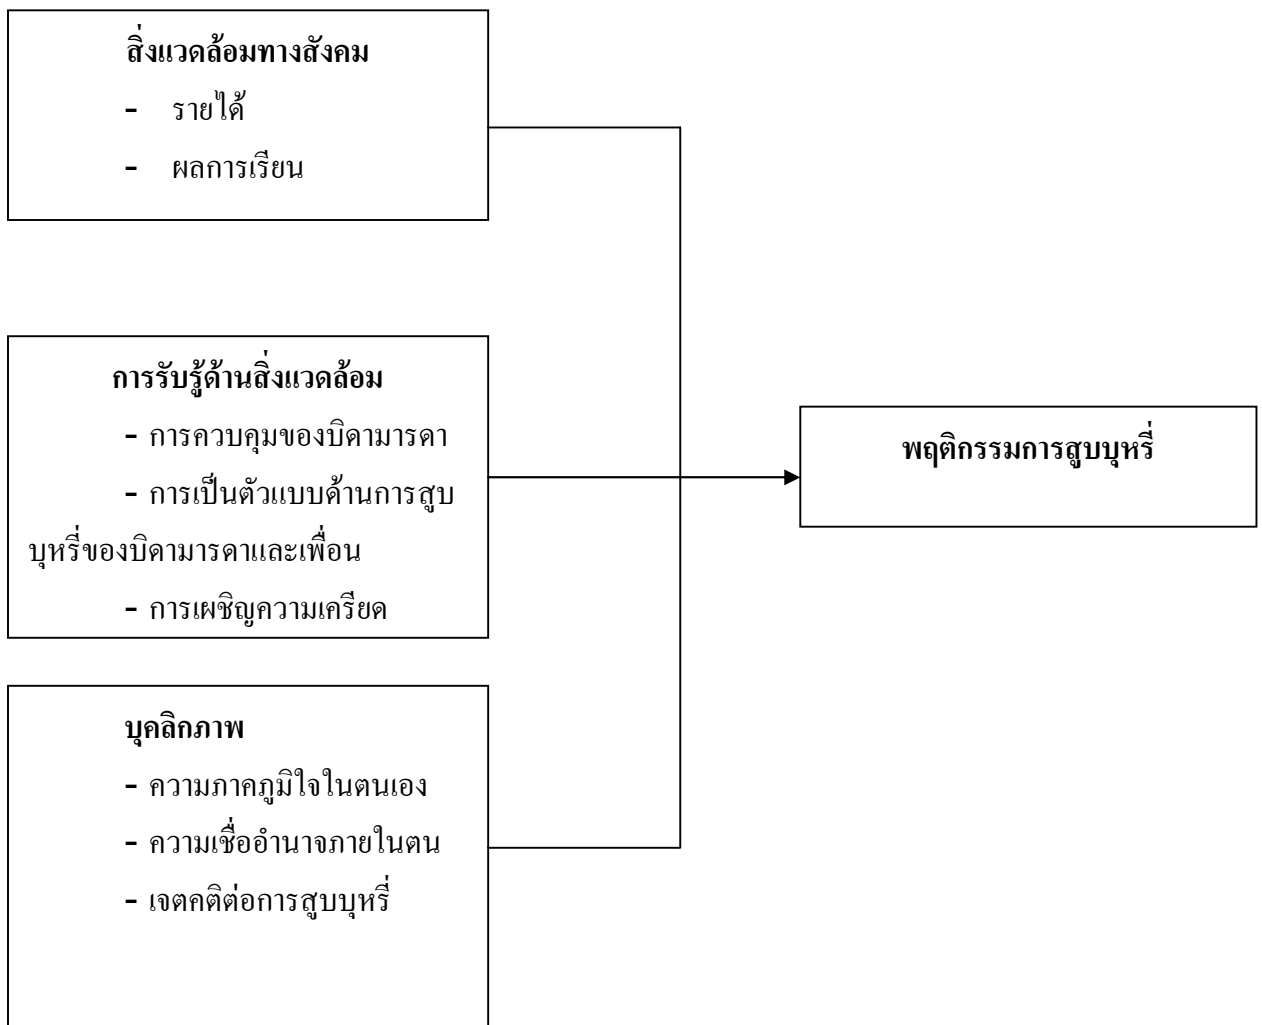 สิ่งแวดล้อมทางสังคม
- รายได้
- ผลการเรียน
การรับรู้ด้านสิ่งแวดล้อม
- การควบคุมของบิดามารดา
- การเป็นตัวแบบด้านการสูบ
บุหรี่ของบิดามารดาและเพื่อน
- การเผชิญความเครียด
พฤติกรรมการสูบบุหรี่
บุคลิกภาพ
- ความภาคภูมิใจในตนเอง
- ความเชื่ออำนาจภายในตน
- เจตคติต่อการสูบบุหรี่